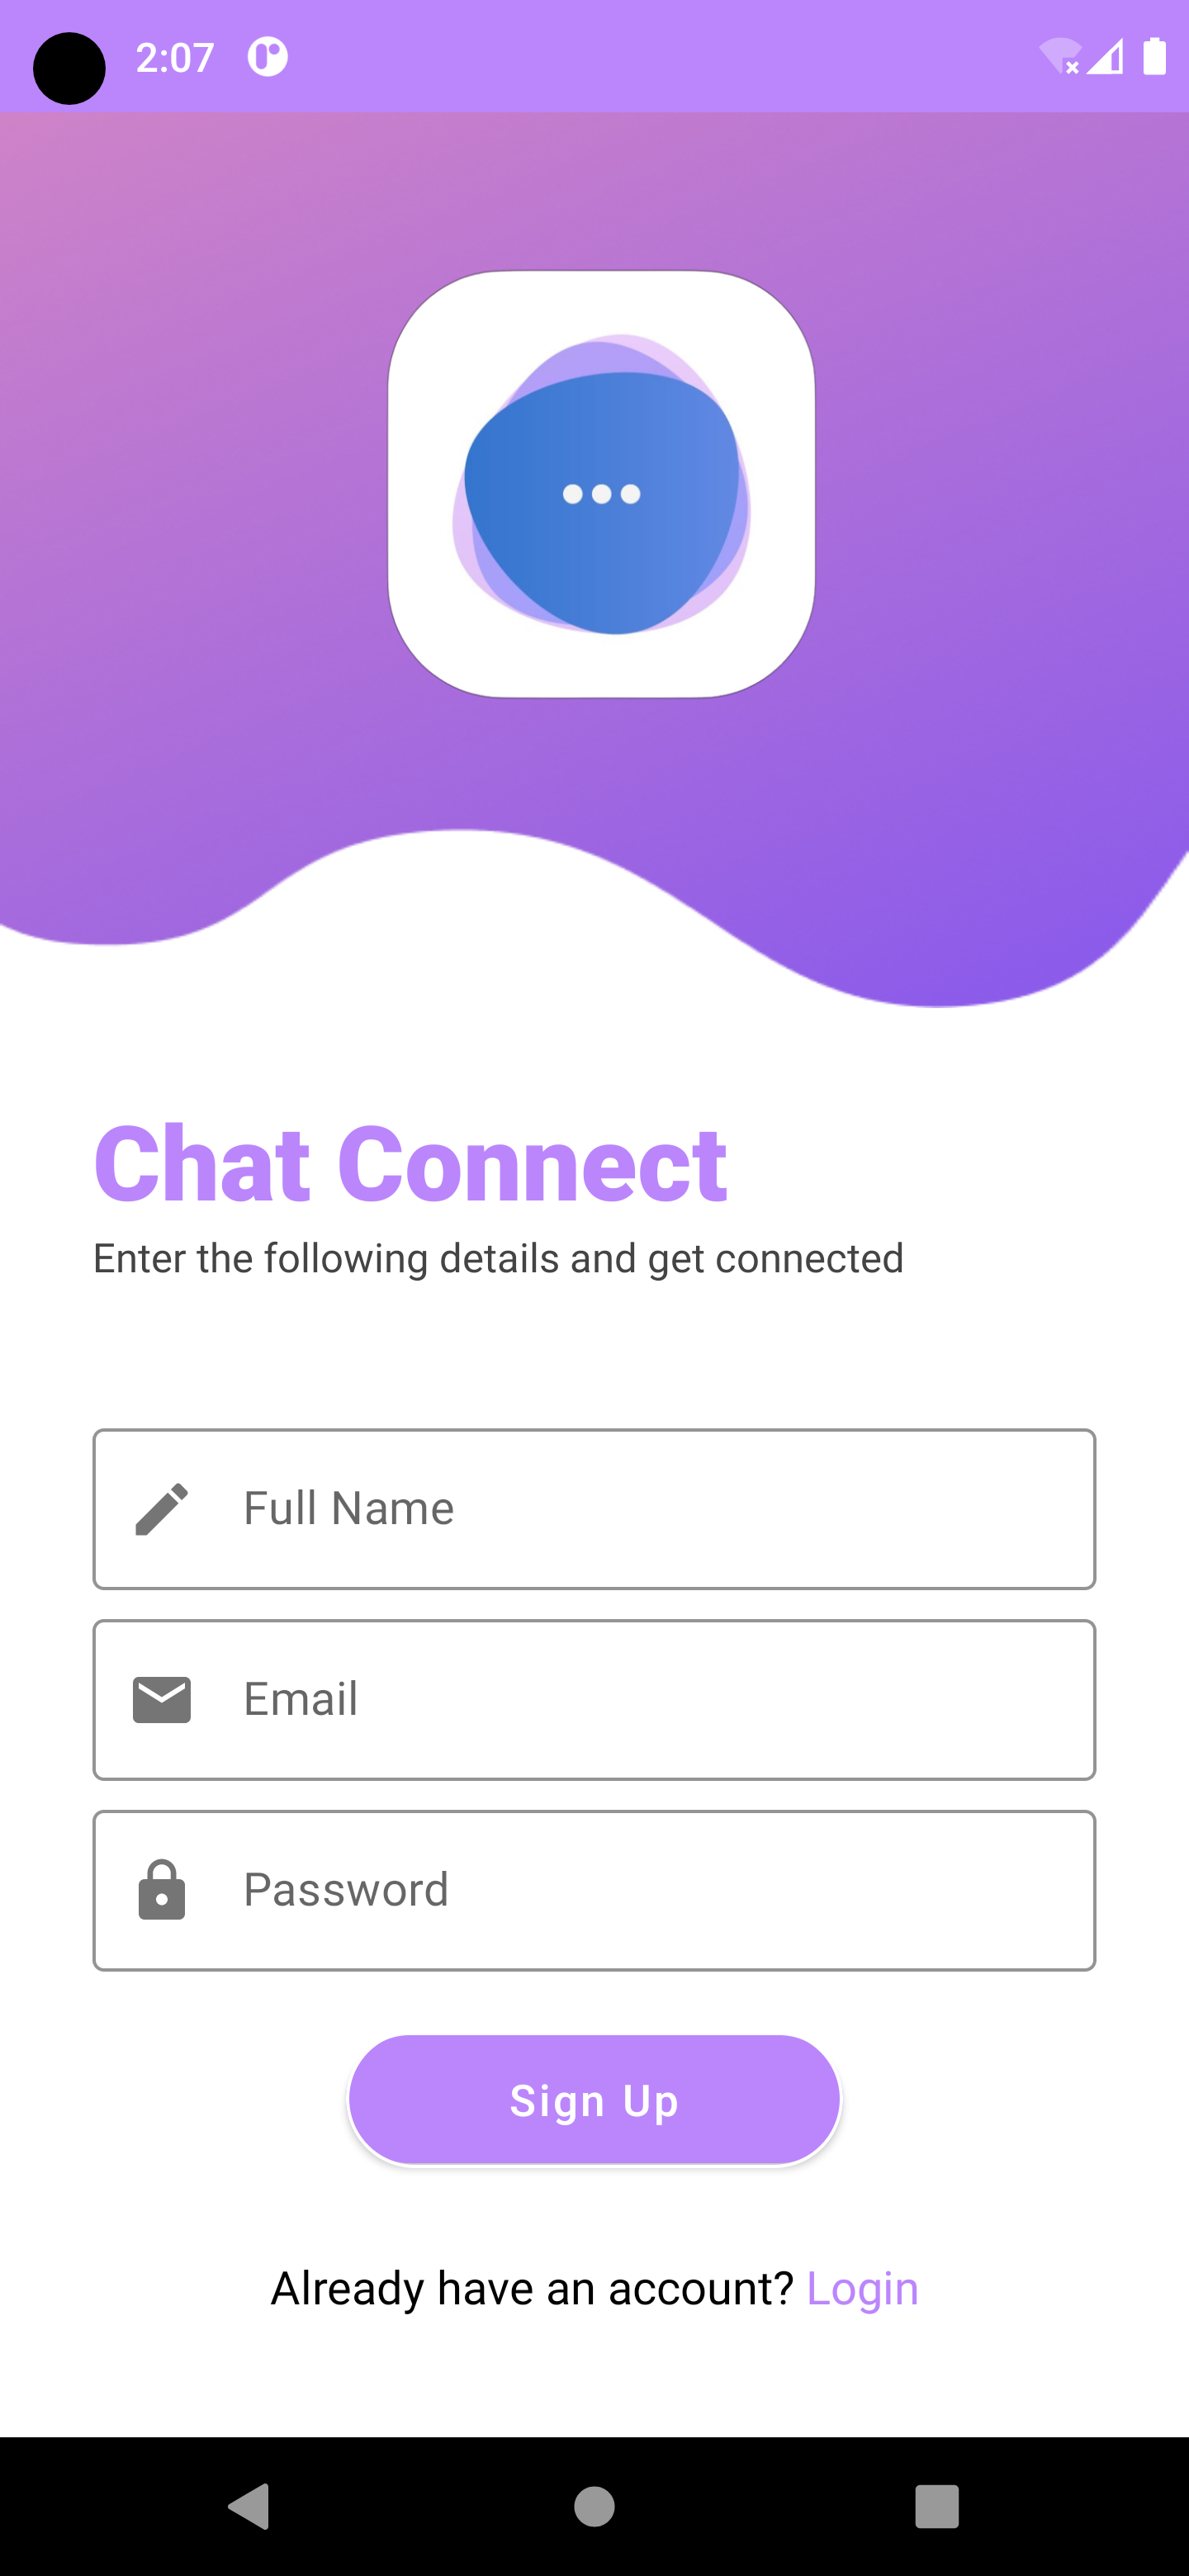 2:07
Chat Connect
Enter the following details and get connected
Full Name
Email
Password
Sign Up
Already have an account? Login